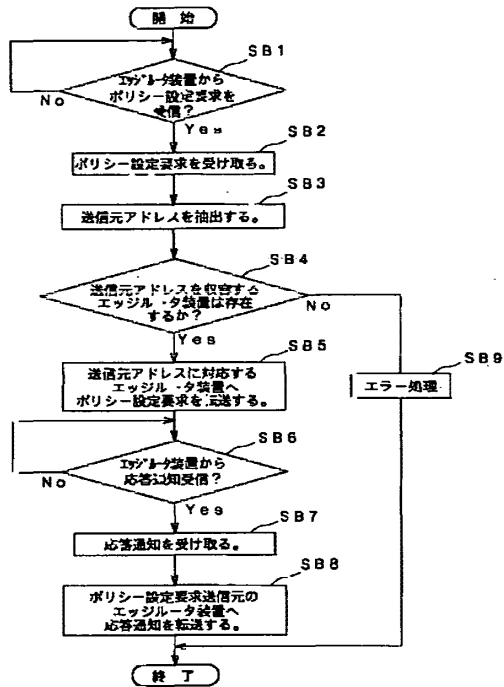 開始
SB1
エッジルータ装置から
ポリシー設定要求を
受信?
No
Yes
SB2
ポリシー設定要求を受け取る。
SB3
送信元アドレスを抽出する。
SB4
送信元アドレスを収容する
エッジルータ装置は存在
するか?
No
Yes
SB5
送信元アドレスに対応する
エッジルータ装置へ
ポリシー設定要求を転送する。
SB9
エラー処理
SB6
エッジルータ装置から
応答通知受信?
No
Yes
SB7
応答通知を受け取る。
SB8
ポリシー設定要求送信元の
エッジルータ装置へ
応答通知を転送する。
終了